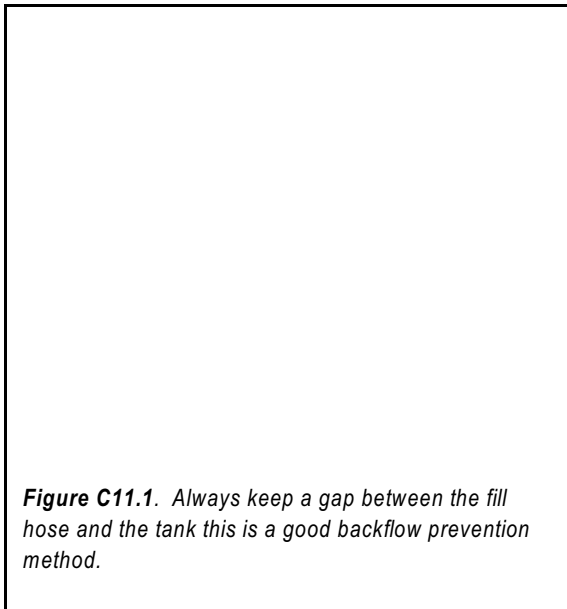 Figure C11.1. Always keep a gap between the fill
hose and the tank this is a good backflow prevention
method.